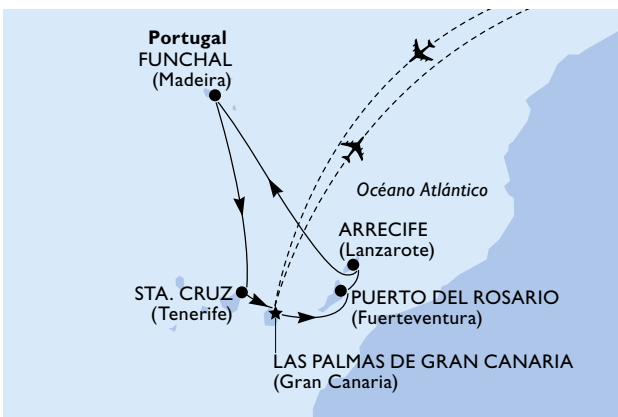 Portugal
FUNCHAL
(Madeira)
Océano Atlántico
ARRECIFE
(Lanzarote)
STA. CRUZ
(Tenerife)
PUERTO DEL ROSARIO
(Fuerteventura)
LAS PALMAS DE GRAN CANARIA
(Gran Canaria)